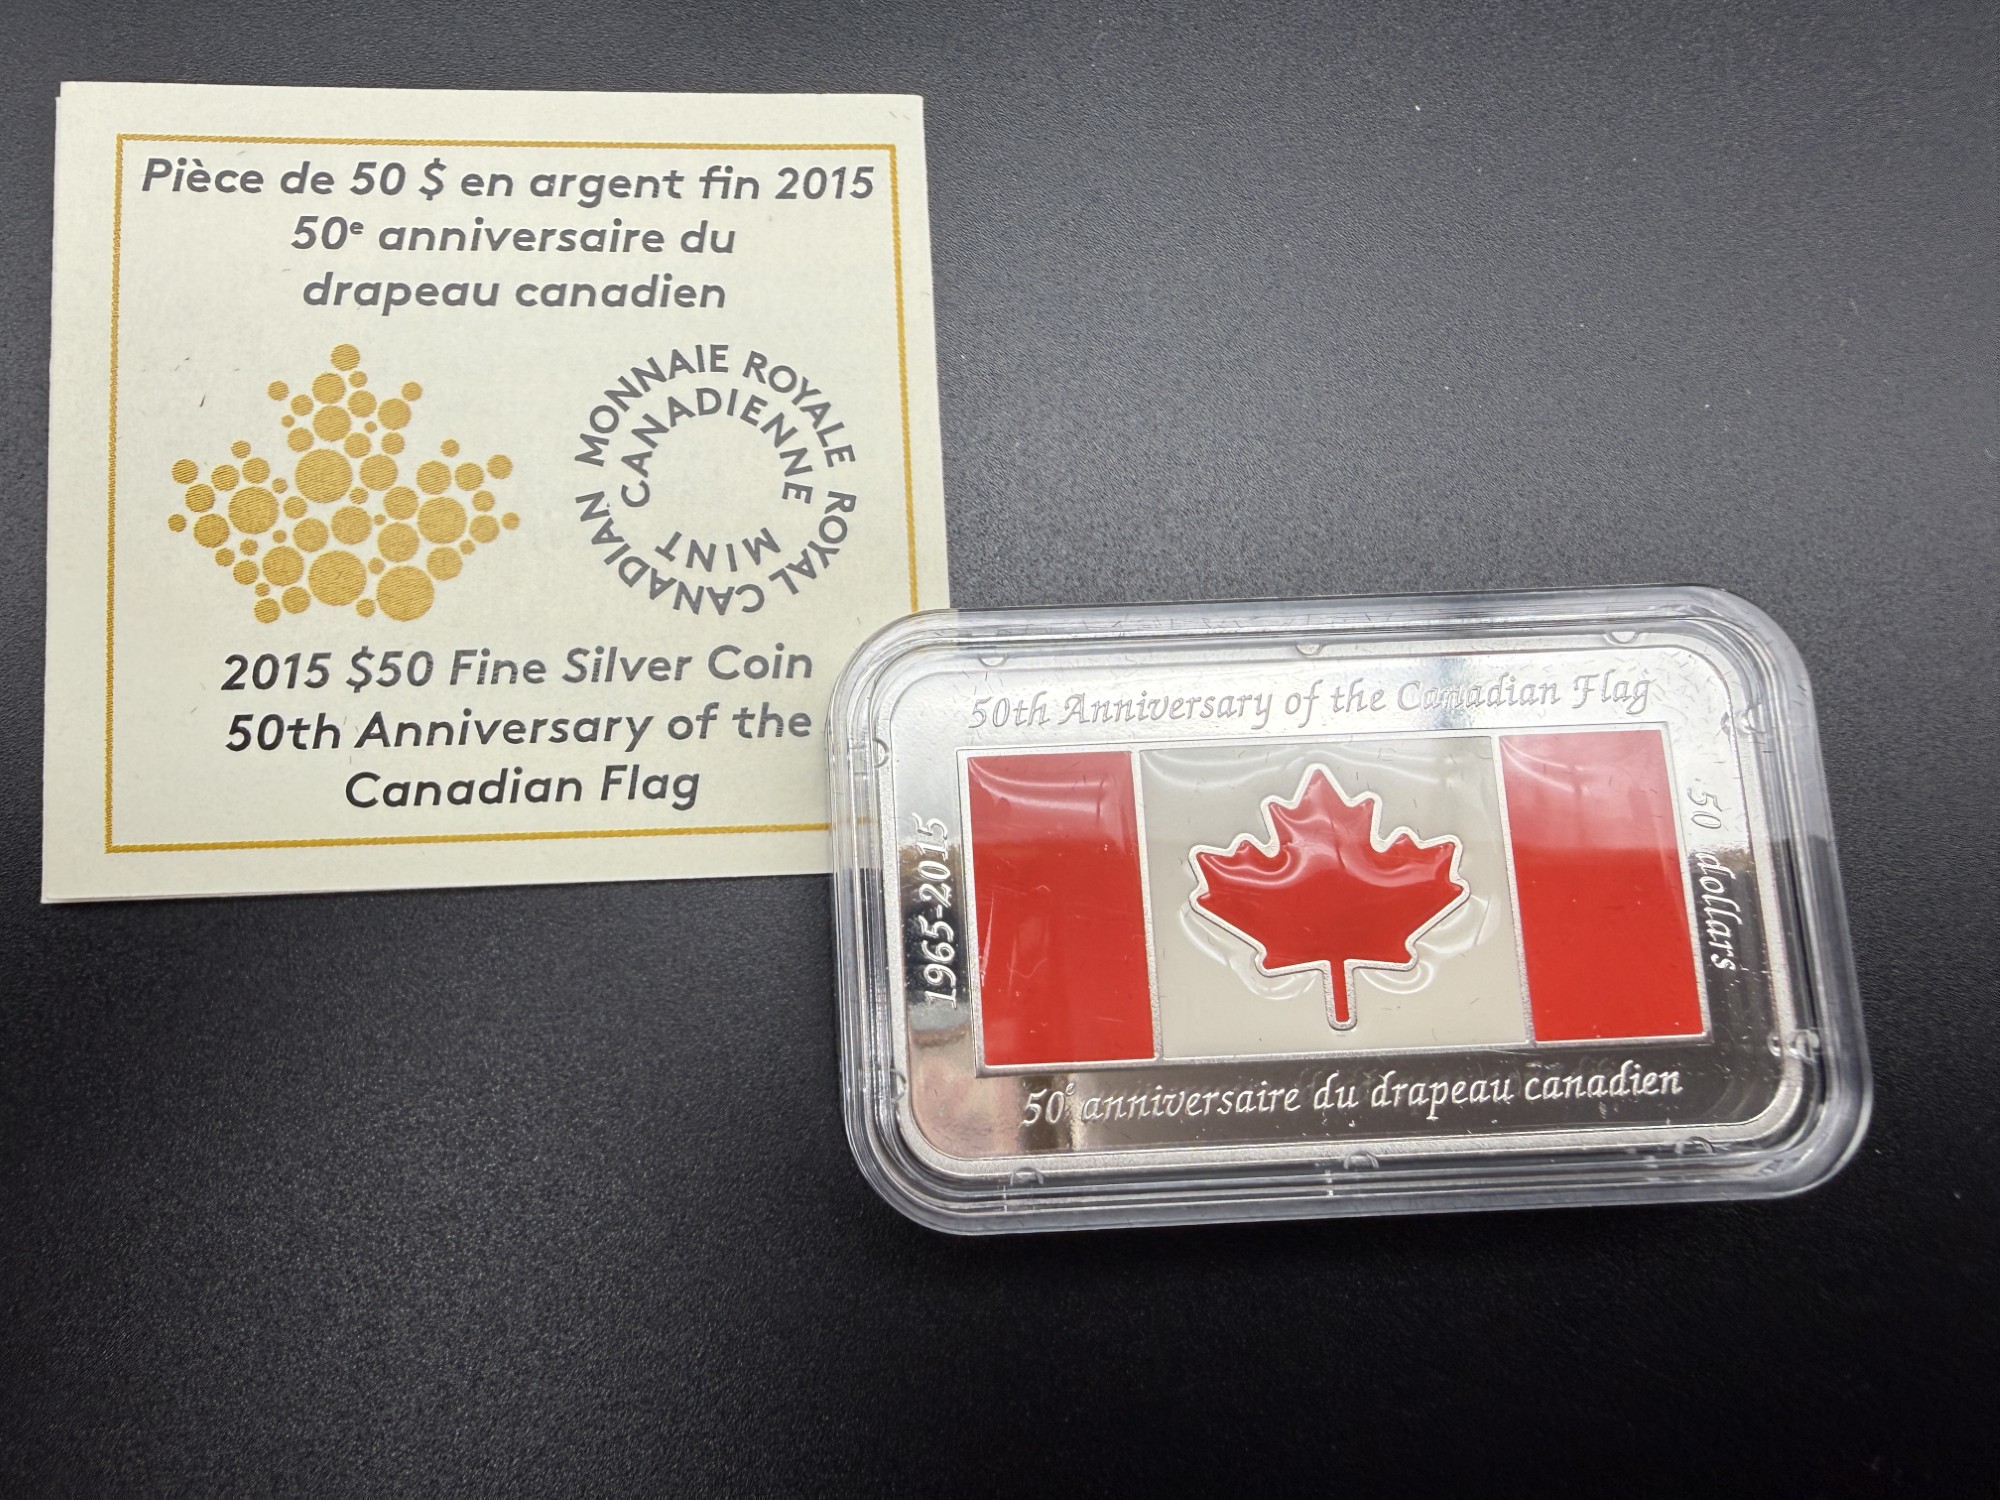 Pièce de 50 $ en argent fin 2015
50e anniversaire du
drapeau canadien
MONNAIE ROYALE
CANADIENNE
ROYAL CANADIAN
MINT
2015 $50 Fine Silver Coin
50th Anniversary of the
Canadian Flag
50th Anniversary of the Canadian Flag
1965-2015
50 dollars
50e anniversaire du drapeau canadien